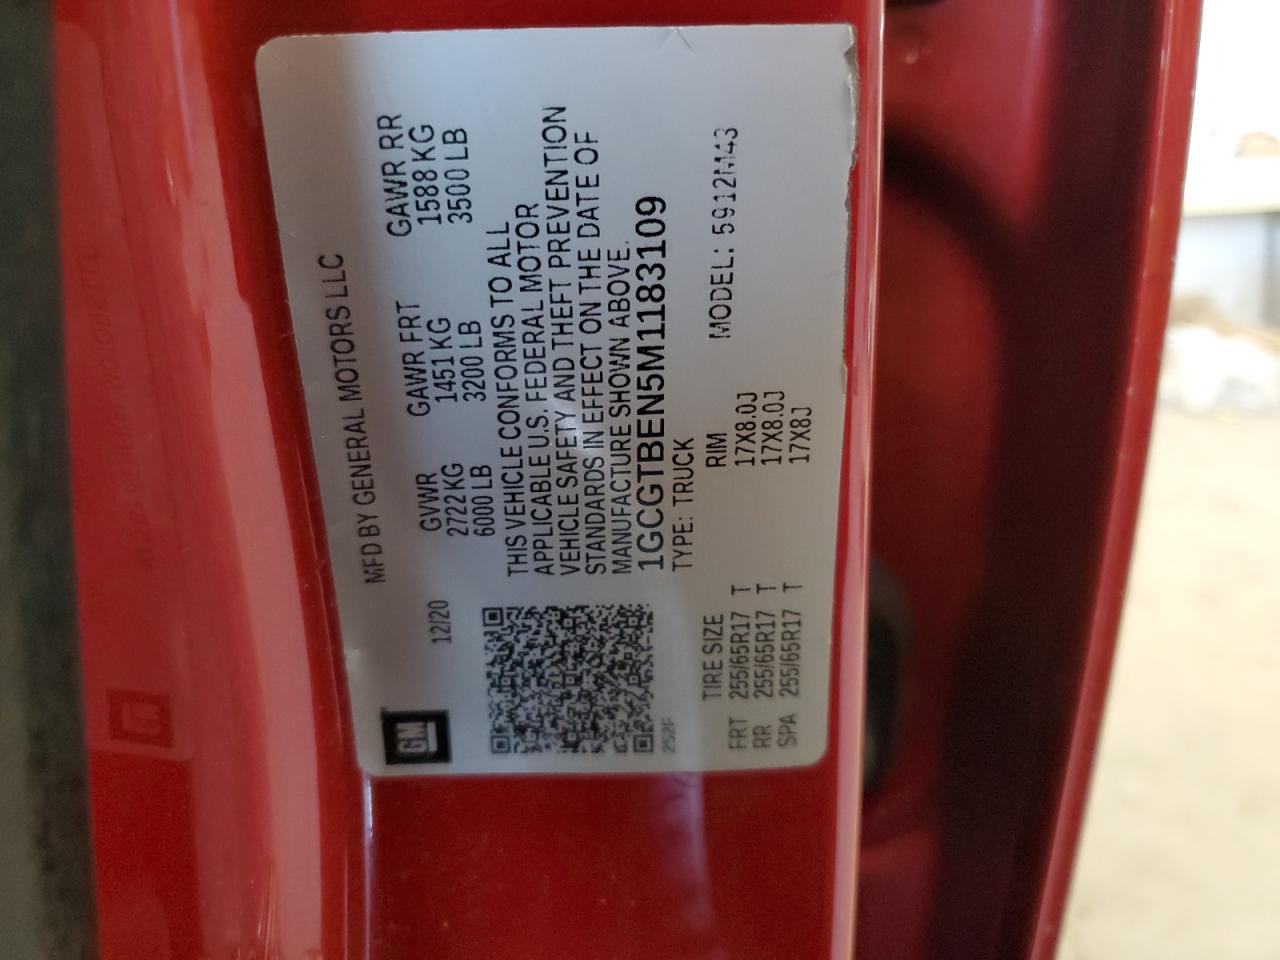 GM
MFD BY GENERAL MOTORS LLC
12/20
GVWR GAWR FRT GAWR RR
2722 KG 1451 KG 1588 KG
6000 LB 3200 LB 3500 LB
THIS VEHICLE CONFORMS TO ALL
APPLICABLE U.S. FEDERAL MOTOR
VEHICLE SAFETY AND THEFT PREVENTION
STANDARDS IN EFFECT ON THE DATE OF
MANUFACTURE SHOWN ABOVE.
1GCGTBEN5M1183109
252F
TYPE: TRUCK
MODEL: 5912M43
TIRE SIZE RIM
FRT 255/65R17 T 17X8.0J
RR 255/65R17 T 17X8.0J
SPA 255/65R17 T 17X8J